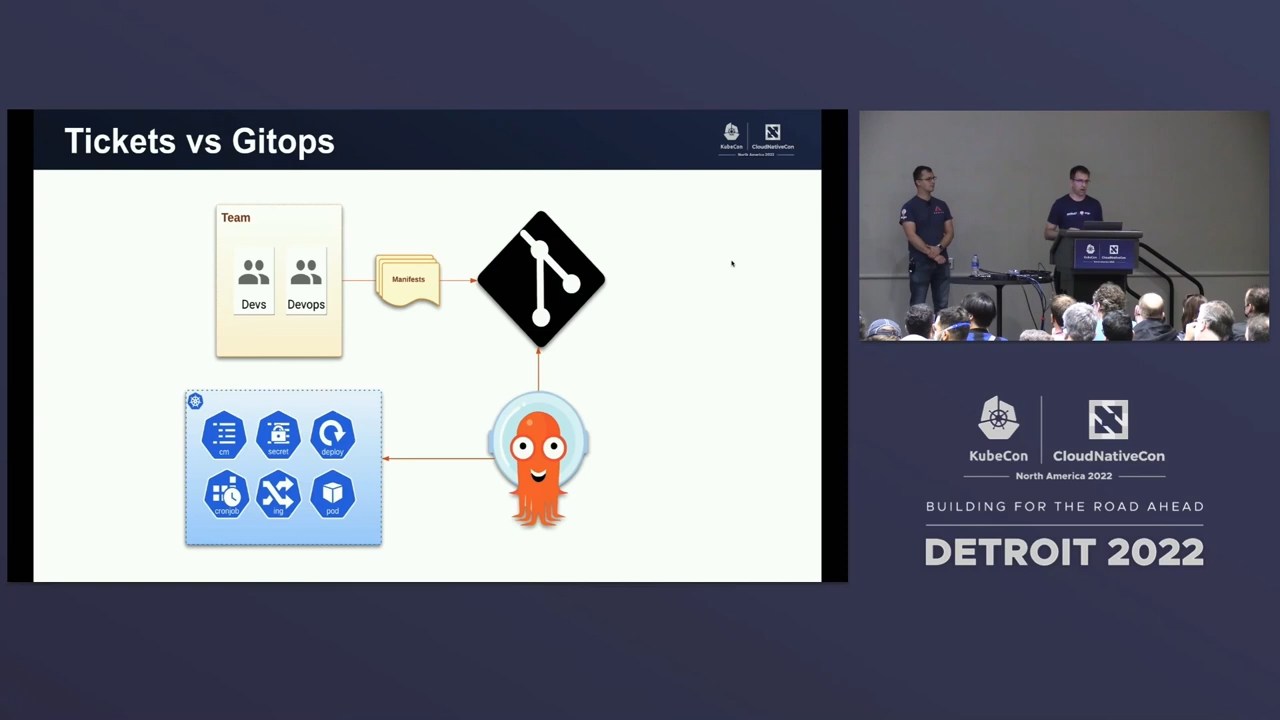 Tickets vs Gitops
KubeCon
CloudNativeCon
North America 2022
Team
Devs
Devops
Manifests
cm
secret
deploy
cronjob
ing
pod
KubeCon
CloudNativeCon
North America 2022
BUILDING FOR THE ROAD AHEAD
DETROIT 2022